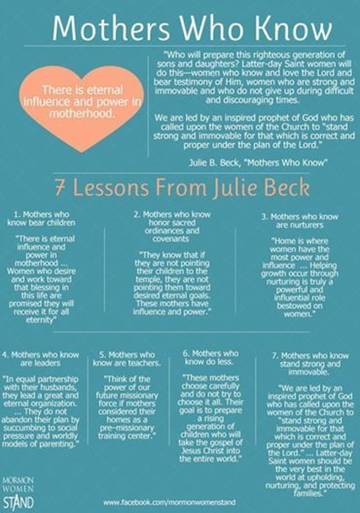 Mothers Who Know
There is eternal
influence and power in
motherhood.
"Who will prepare this righteous generation of
sons and daughters? Latter-day Saint women will
do this—women who know and love the Lord and
bear testimony of Him, women who are strong and
immovable and who do not give up during difficult
and discouraging times.
We are led by an inspired prophet of God who has
called upon the women of the Church to "stand
strong and immovable for that which is correct and
proper under the plan of the Lord."
Julie B. Beck, "Mothers Who Know"
7 Lessons From Julie Beck
1. Mothers who
know bear children
"There is eternal
influence and
power in
motherhood ...
Women who desire
and work toward
that blessing in
this life are
promised they will
receive it for all
eternity"
2. Mothers who know
honor sacred
ordinances and
covenants
"They know that if
they are not pointing
their children to the
temple, they are not
pointing them toward
desired eternal goals.
These mothers have
influence and power."
3. Mothers who know
are nurturers
"Home is where
women have the
most power and
influence ... Helping
growth occur through
nurturing is truly a
powerful and
influential role
bestowed on
women."
4. Mothers who know
are leaders
"In equal partnership
with their husbands,
they lead a great and
eternal organization.
... They do not
abandon their plan by
succumbing to social
pressure and worldly
models of parenting."
5. Mothers who
know are teachers.
"Think of the
power of our
future missionary
force if mothers
considered their
homes as a
pre-missionary
training center."
6. Mothers who
know do less.
"These mothers
choose carefully
and do not try to
choose it all. Their
goal is to prepare
a rising
generation of
children who will
take the gospel of
Jesus Christ into
the entire world."
7. Mothers who know
stand strong and
immovable.
"We are led by an
inspired prophet of God
who has called upon the
women of the Church to
"stand strong and
immovable for that
which is correct and
proper under the plan of
the Lord." ... Latter-day
Saint women should be
the very best in the
world at upholding,
nurturing, and protecting
families."
MORMON
WOMEN
STAND
www.facebook.com/mormonwomenstand